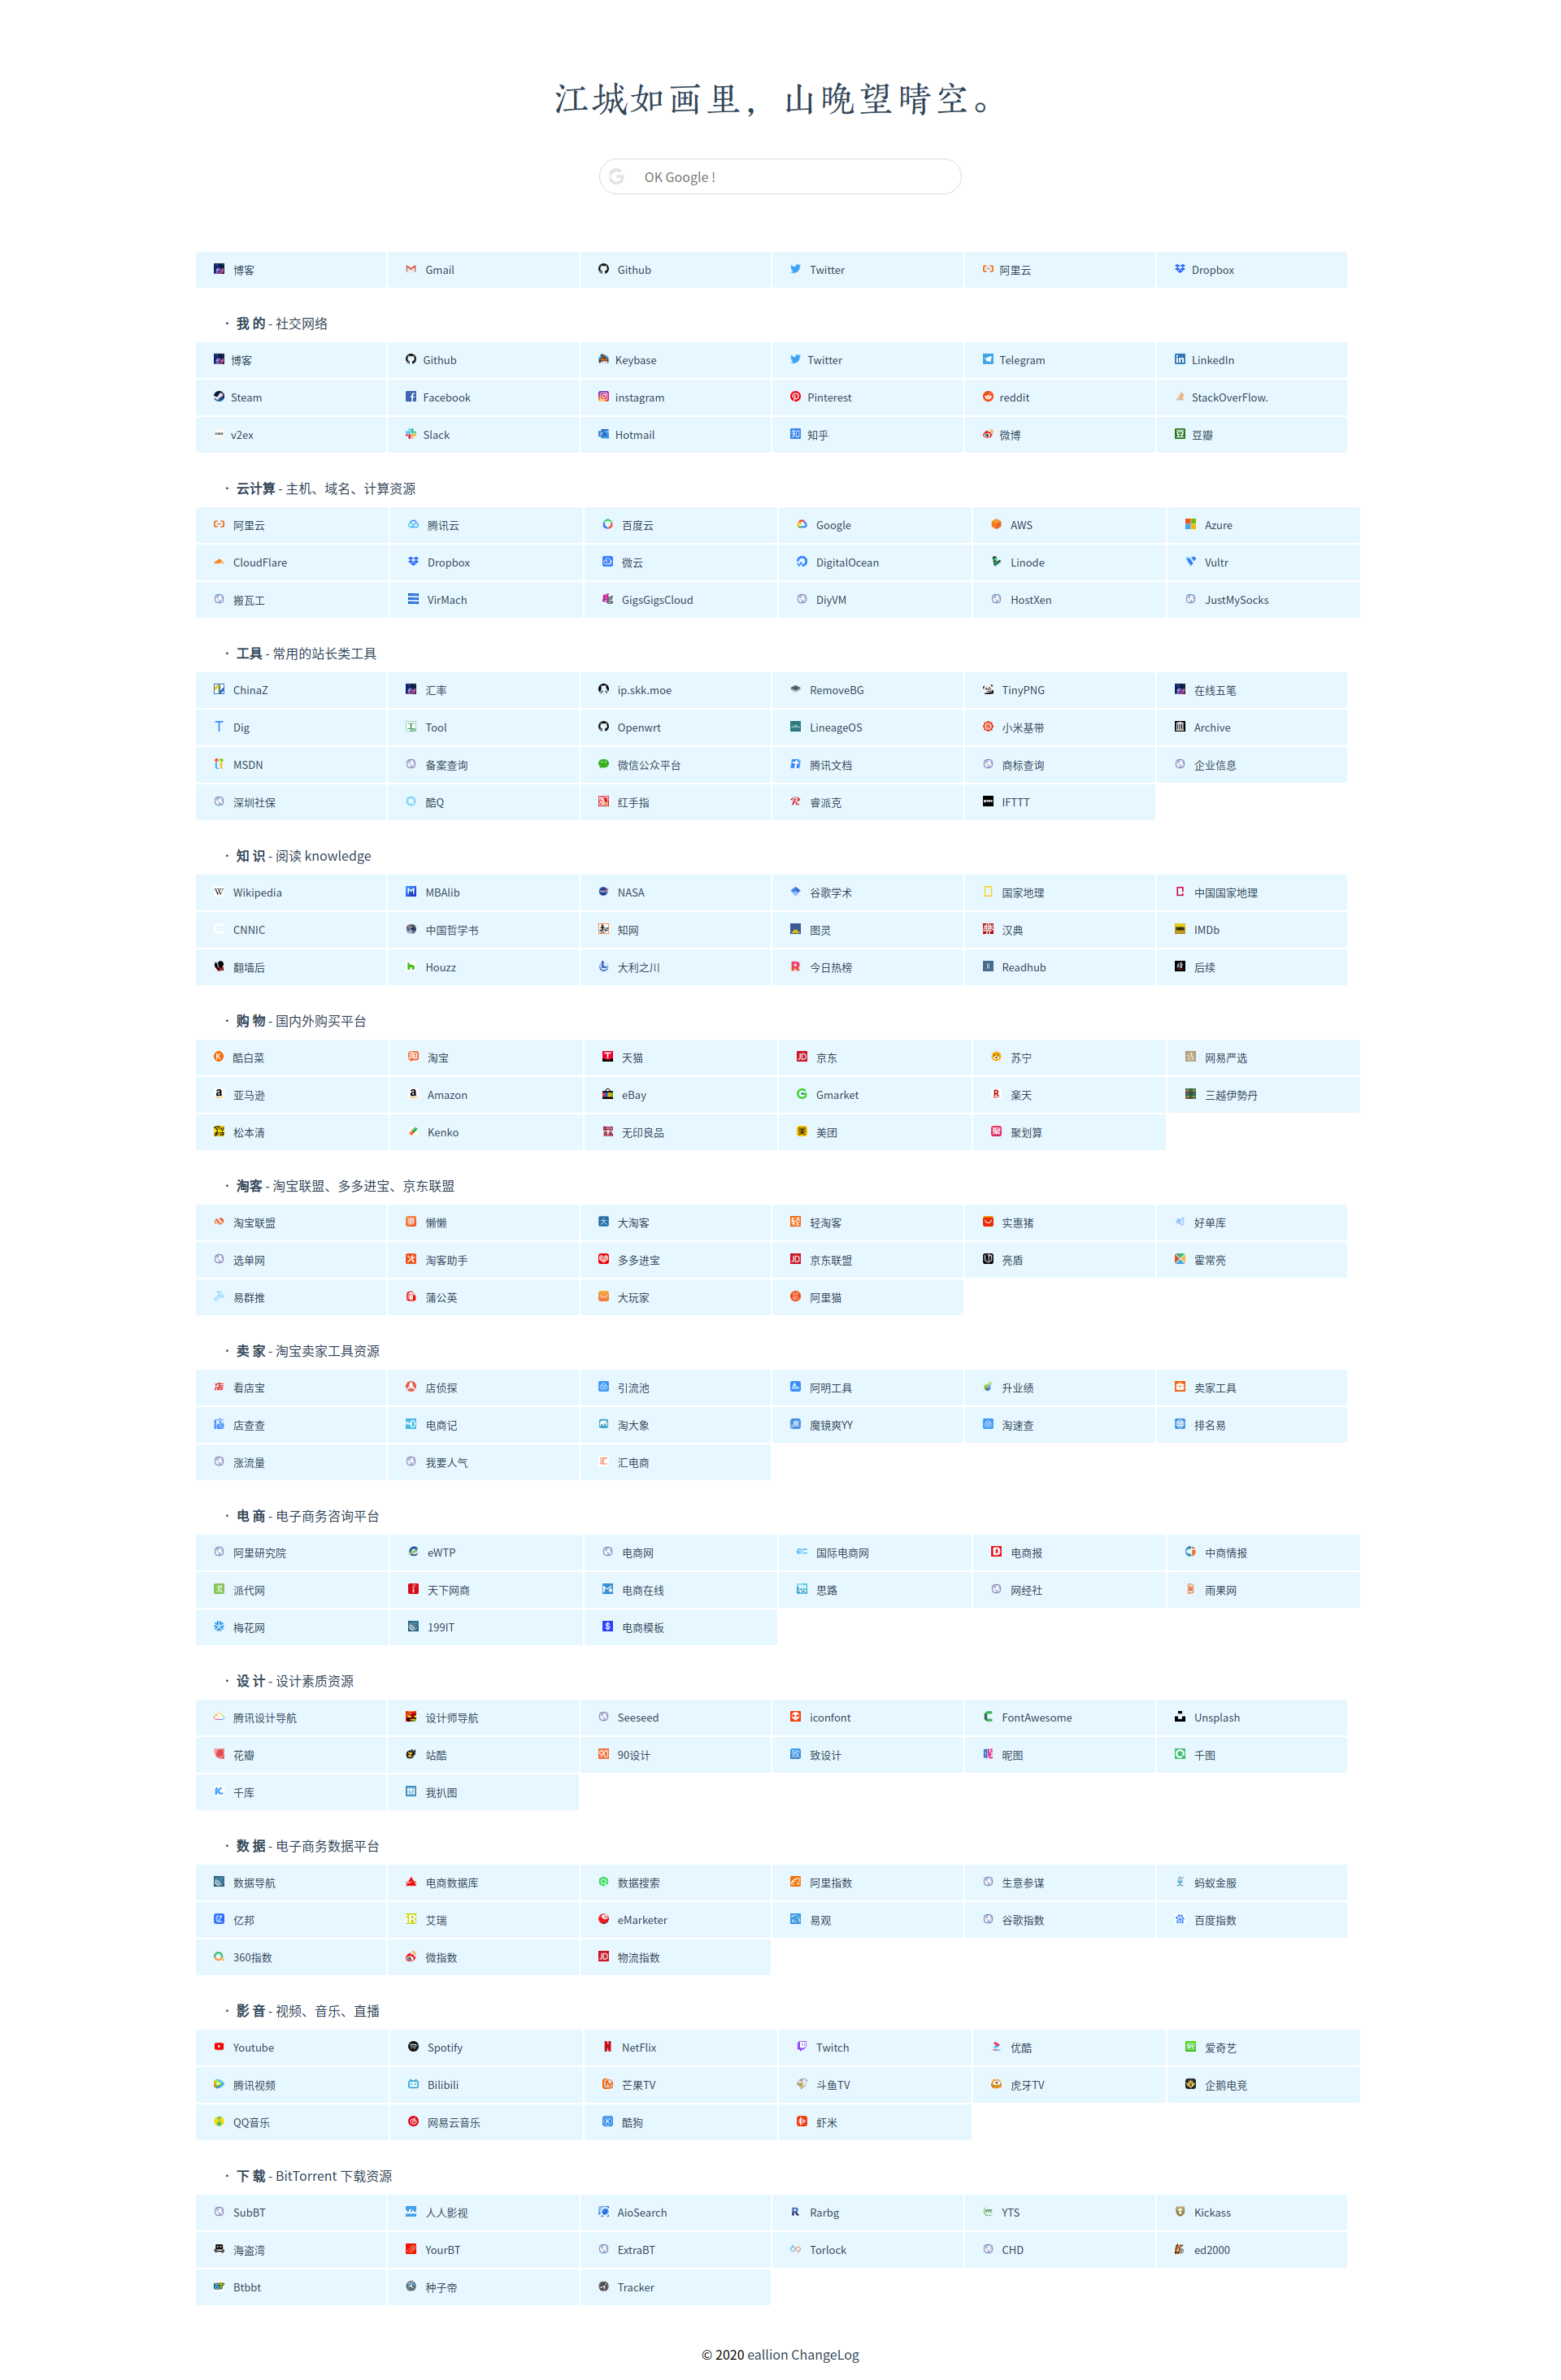 江城如画里，山晚望晴空。
OK Google !
博客 Gmail Github Twitter 阿里云 Dropbox
· 我 的 - 社交网络
博客 Github Keybase Twitter Telegram LinkedIn
Steam Facebook instagram Pinterest reddit StackOverFlow.
v2ex Slack Hotmail 知乎 微博 豆瓣
· 云计算 - 主机、域名、计算资源
阿里云 腾讯云 百度云 Google AWS Azure
CloudFlare Dropbox 微云 DigitalOcean Linode Vultr
搬瓦工 VirMach GigsGigsCloud DiyVM HostXen JustMySocks
· 工具 - 常用的站长类工具
ChinaZ 汇率 ip.skk.moe RemoveBG TinyPNG 在线五笔
Dig Tool Openwrt LineageOS 小米基带 Archive
MSDN 备案查询 微信公众平台 腾讯文档 商标查询 企业信息
深圳社保 酷Q 红手指 睿派克 IFTTT
· 知 识 - 阅读 knowledge
Wikipedia MBAlib NASA 谷歌学术 国家地理 中国国家地理
CNNIC 中国哲学书 知网 图灵 汉典 IMDb
翻墙后 Houzz 大利之川 今日热榜 Readhub 后续
· 购 物 - 国内外购买平台
酷白菜 淘宝 天猫 京东 苏宁 网易严选
亚马逊 Amazon eBay Gmarket 楽天 三越伊勢丹
松本清 Kenko 无印良品 美团 聚划算
· 淘客 - 淘宝联盟、多多进宝、京东联盟
淘宝联盟 懒懒 大淘客 轻淘客 实惠猪 好单库
选单网 淘客助手 多多进宝 京东联盟 亮盾 霍常亮
易群推 蒲公英 大玩家 阿里猫
· 卖 家 - 淘宝卖家工具资源
看店宝 店侦探 引流池 阿明工具 升业绩 卖家工具
店查查 电商记 淘大象 魔镜爽YY 淘速查 排名易
涨流量 我要人气 汇电商
· 电 商 - 电子商务咨询平台
阿里研究院 eWTP 电商网 国际电商网 电商报 中商情报
派代网 天下网商 电商在线 思路 网经社 雨果网
梅花网 199IT 电商模板
· 设 计 - 设计素质资源
腾讯设计导航 设计师导航 Seeseed iconfont FontAwesome Unsplash
花瓣 站酷 90设计 致设计 昵图 千图
千库 我扒图
· 数 据 - 电子商务数据平台
数据导航 电商数据库 数据搜索 阿里指数 生意参谋 蚂蚁金服
亿邦 艾瑞 eMarketer 易观 谷歌指数 百度指数
360指数 微指数 物流指数
· 影 音 - 视频、音乐、直播
Youtube Spotify NetFlix Twitch 优酷 爱奇艺
腾讯视频 Bilibili 芒果TV 斗鱼TV 虎牙TV 企鹅电竞
QQ音乐 网易云音乐 酷狗 虾米
· 下 载 - BitTorrent 下载资源
SubBT 人人影视 AioSearch Rarbg YTS Kickass
海盗湾 YourBT ExtraBT Torlock CHD ed2000
Btbbt 种子帝 Tracker
© 2020 eallion ChangeLog